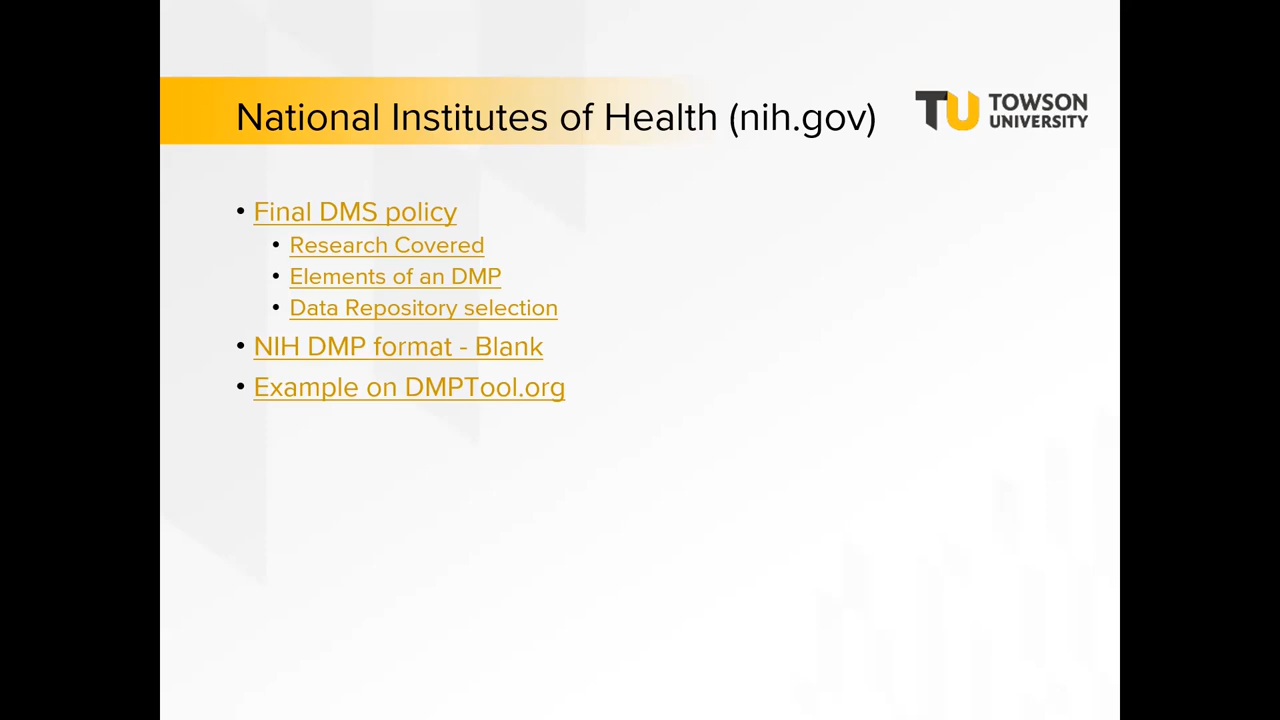 National Institutes of Health (nih.gov)
TU TOWSON
UNIVERSITY
• Final DMS policy
• Research Covered
• Elements of an DMP
• Data Repository selection
• NIH DMP format - Blank
• Example on DMPTool.org